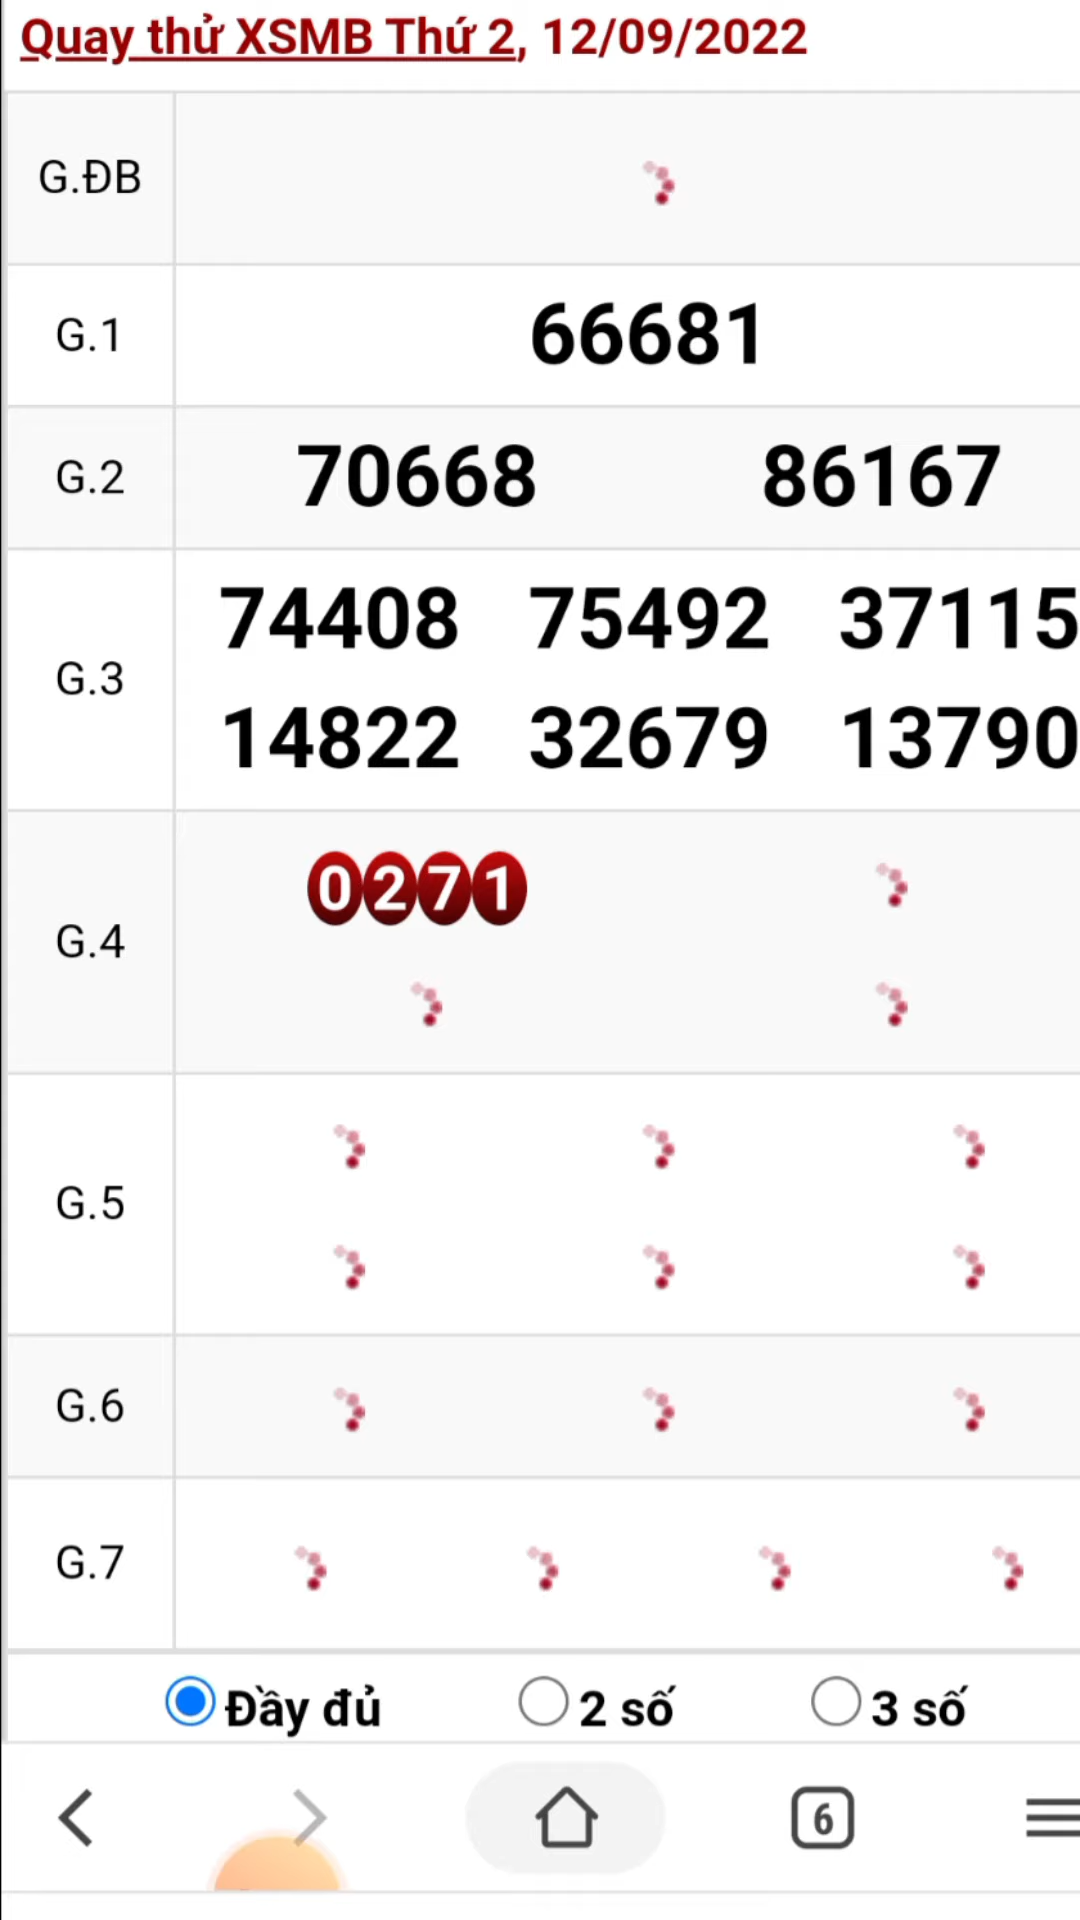 Quay thử XSMB Thứ 2, 12/09/2022
G.ĐB
G.1 66681
G.2 70668 86167
G.3 74408 75492 37115
14822 32679 13790
G.4 0271
G.5
G.6
G.7
Đầy đủ 2 số 3 số
6